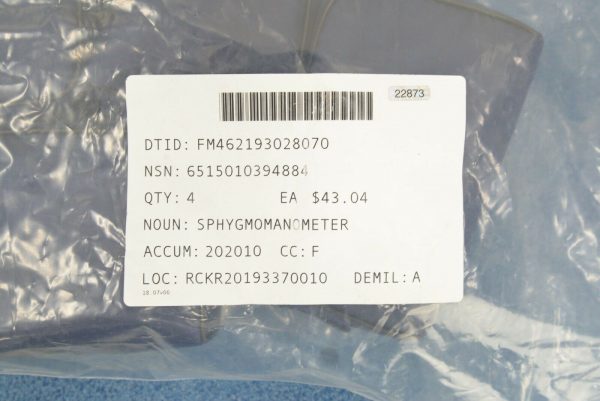 22873
DTID: FM462193028070
NSN: 6515010394884
QTY: 4 EA $43.04
NOUN: SPHYGMOMANOMETER
ACCUM: 202010 CC: F
LOC: RCKR20193370010 DEMIL: A